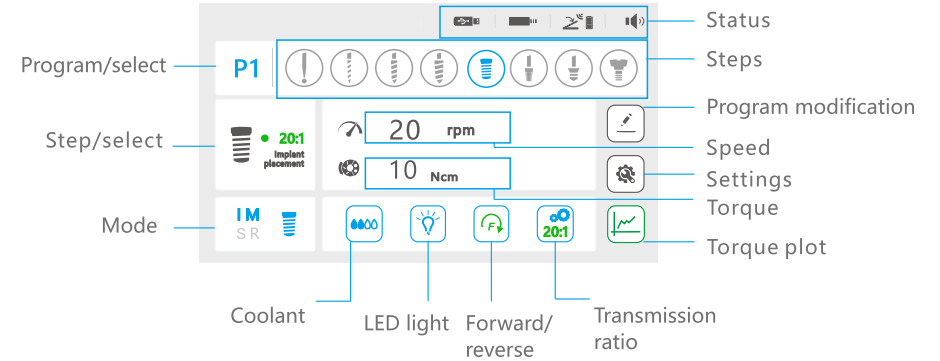 Status
Program/select
P1
Steps
Program modification
Step/select
20:1
Implant
placement
20 rpm
Speed
10 Ncm
Settings
Torque
Mode
IM
SR
F
20:1
Torque plot
Coolant
LED light
Forward/
reverse
Transmission
ratio